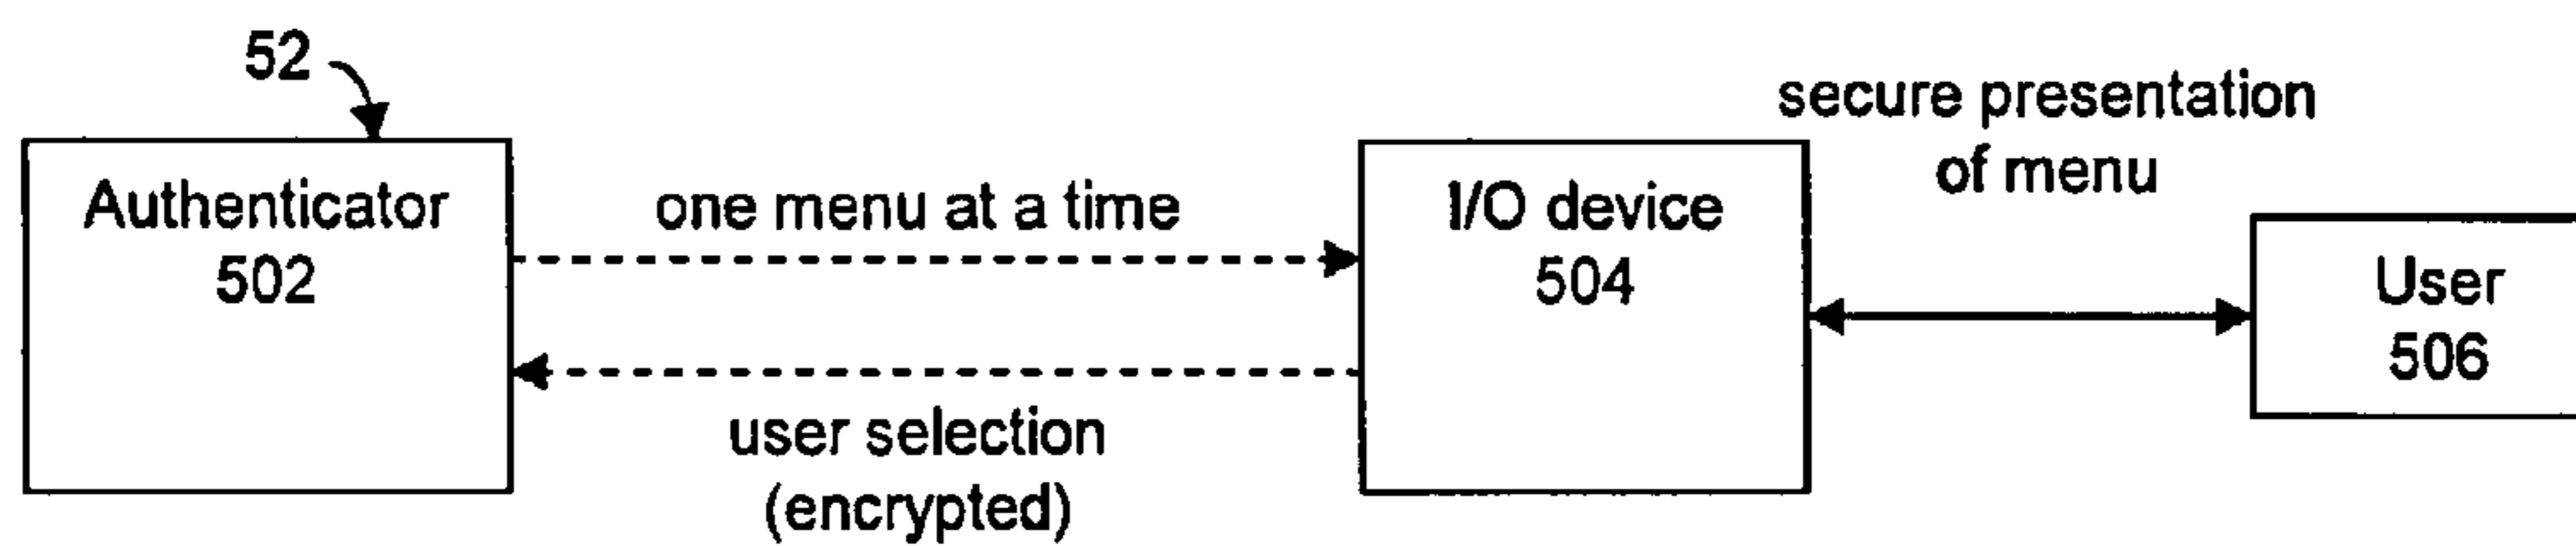 52
Authenticator
502
one menu at a time
user selection
(encrypted)
I/O device
504
secure presentation
of menu
User
506